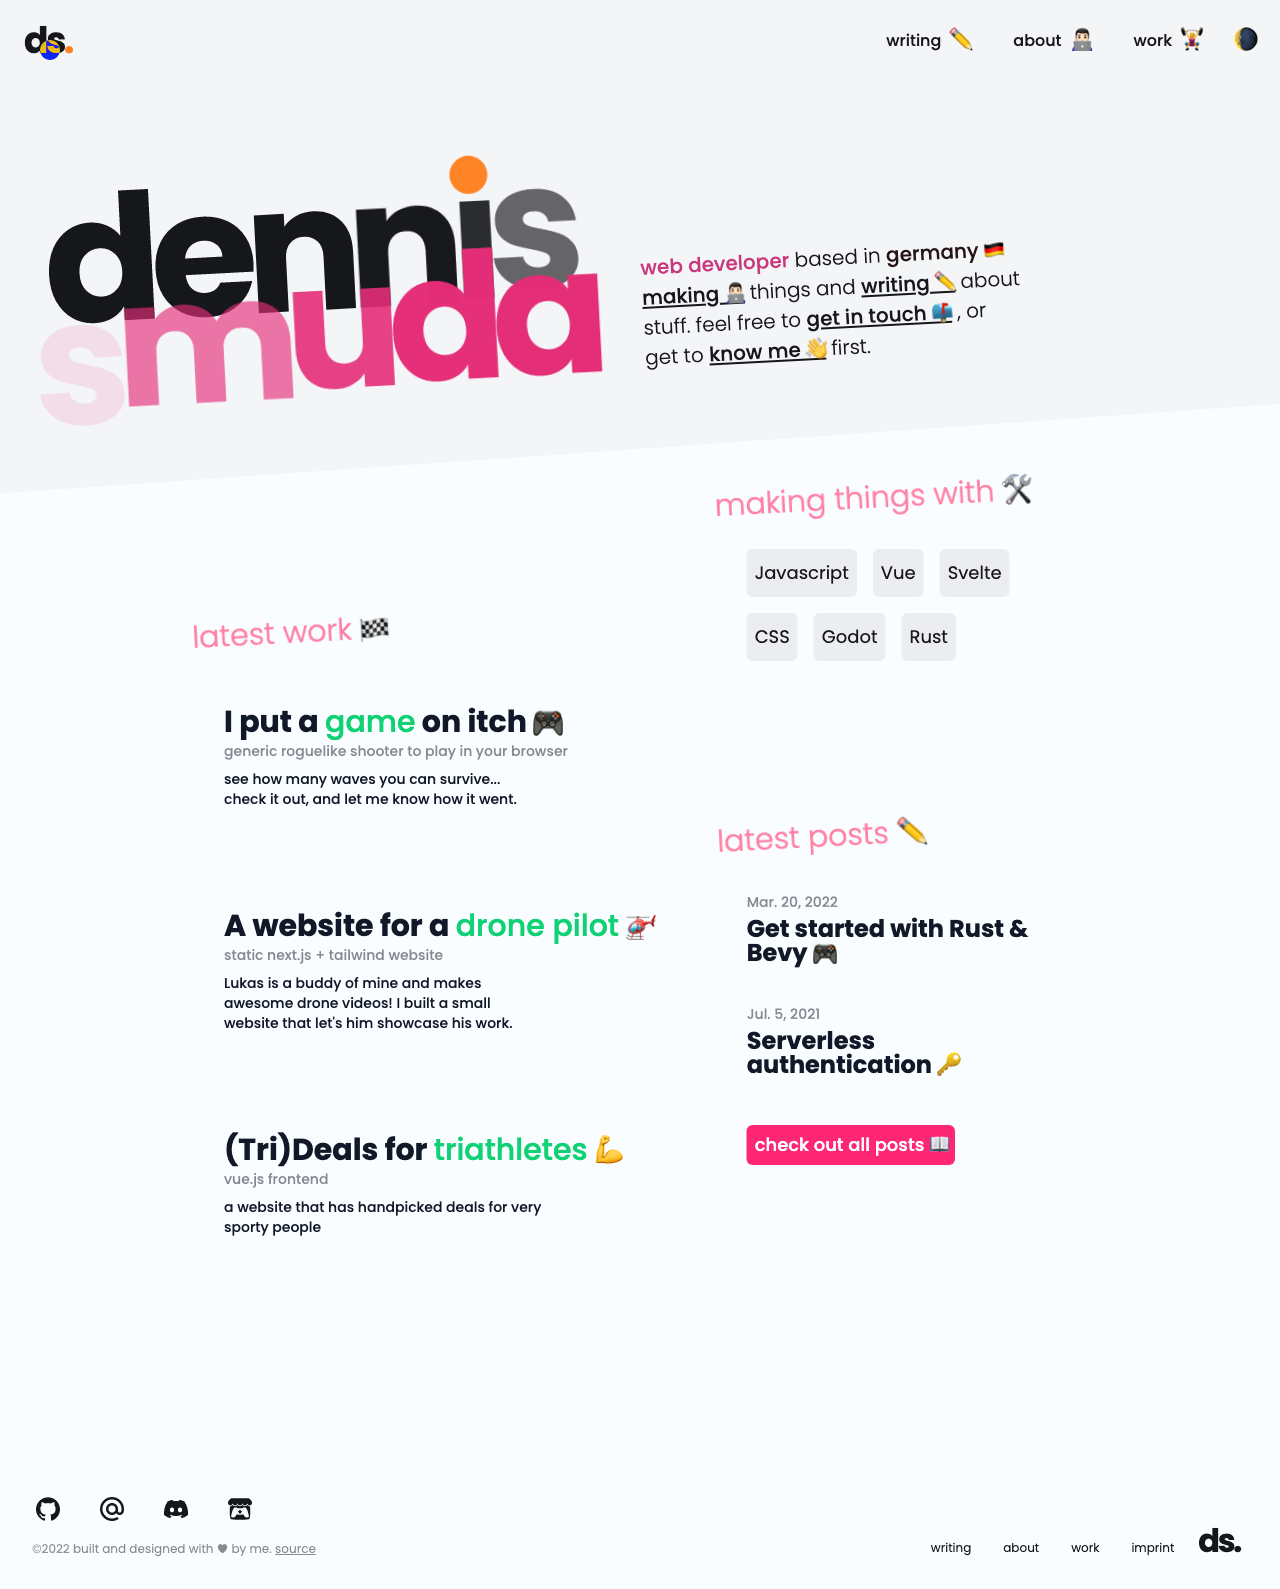 ds.
writing ✏️
about 👨🏻‍💻
work 🏋🏻‍♂️
🌘
dennis
smuda
web developer based in germany 🇩🇪
making 👨🏻‍💻 things and writing ✏️ about
stuff. feel free to get in touch 📬, or
get to know me 👋 first.
making things with 🛠
Javascript
Vue
Svelte
CSS
Godot
Rust
latest work 🏁
I put a game on itch 🎮
generic roguelike shooter to play in your browser
see how many waves you can survive...
check it out, and let me know how it went.
A website for a drone pilot 🚁
static next.js + tailwind website
Lukas is a buddy of mine and makes
awesome drone videos! I built a small
website that let's him showcase his work.
(Tri)Deals for triathletes 💪
vue.js frontend
a website that has handpicked deals for very
sporty people
latest posts ✏️
Mar. 20, 2022
Get started with Rust &
Bevy 🎮
Jul. 5, 2021
Serverless
authentication 🔑
check out all posts 📖
©2022 built and designed with ♥ by me. source
writing
about
work
imprint
ds.